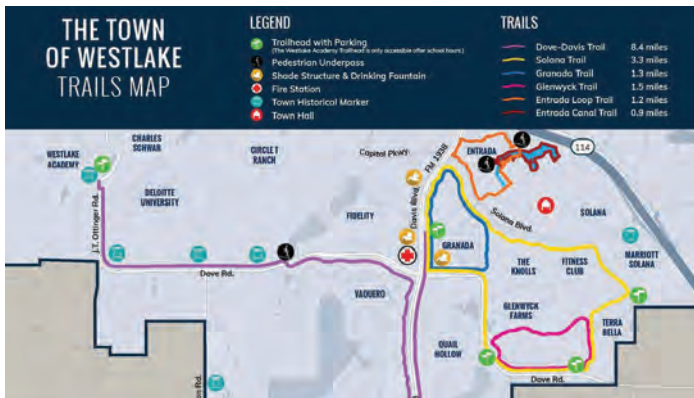 THE TOWN
OF WESTLAKE
TRAILS MAP
LEGEND
Trailhead with Parking
(The Westlake Academy Trailhead is only accessible after school hours)
Pedestrian Underpass
Shade Structure & Drinking Fountain
Fire Station
Town Historical Marker
Town Hall
TRAILS
Dove-Davis Trail 8.4 miles
Solana Trail 3.3 miles
Granada Trail 1.3 miles
Glenwyck Trail 1.5 miles
Entrada Loop Trail 1.2 miles
Entrada Canal Trail 0.9 miles
CHARLES
SCHWAB
WESTLAKE
ACADEMY
CIRCLE T
RANCH
Capitol Pkwy.
FM 1938
ENTRADA
114
DELOITTE
UNIVERSITY
J.T. Ottinger Rd.
FIDELITY
Davis Blvd.
Solana Blvd.
SOLANA
GRANADA
THE
KNOLLS
FITNESS
CLUB
MARRIOTT
SOLANA
Dove Rd.
VAQUERO
GLENWYCK
FARMS
TERRA
BELLA
QUAIL
HOLLOW
Dove Rd.
Rd.